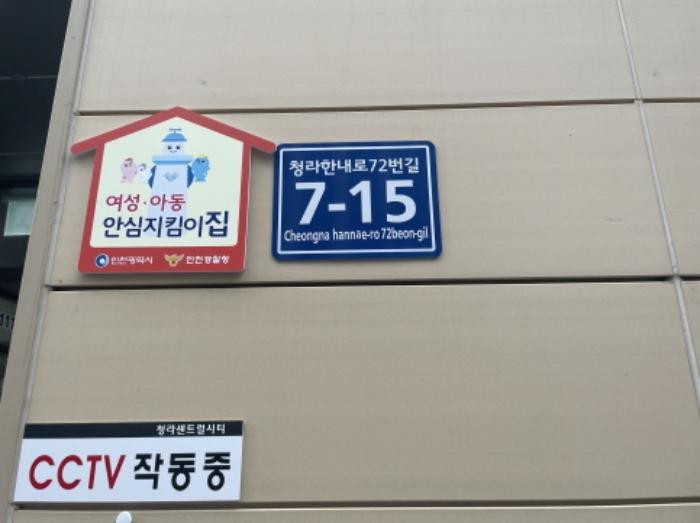 여성·아동
안심지킴이집
인천광역시 인천경찰청
청라한내로72번길
7-15
Cheongna hannae-ro 72beon-gil
청라센트럴시티
CCTV 작동중